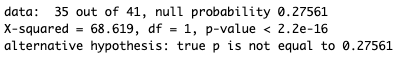 data:  35 out of 41, null probability 0.27561
X-squared = 68.619, df = 1, p-value < 2.2e-16
alternative hypothesis: true p is not equal to 0.27561